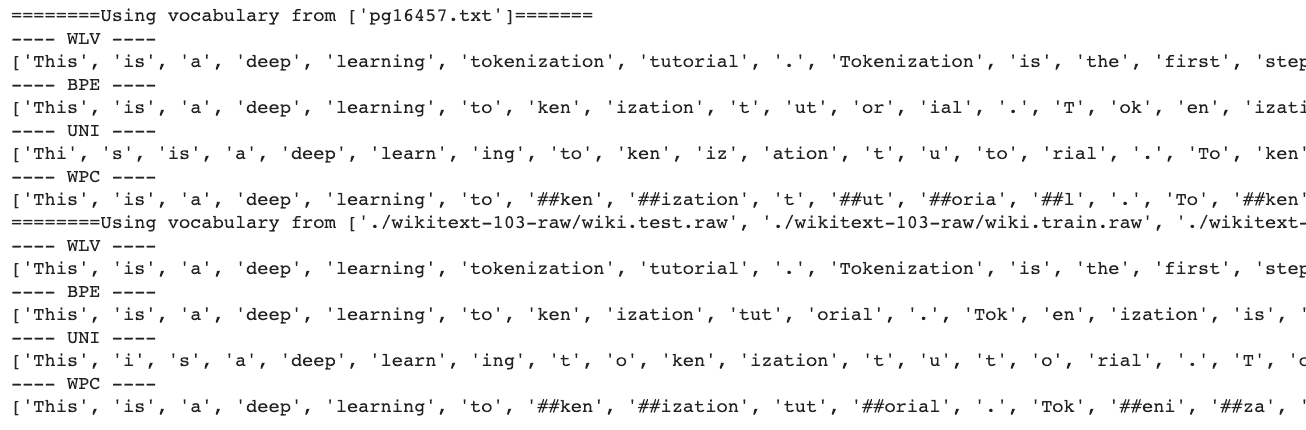 ========Using vocabulary from ['pg16457.txt']=======
---- WLV ----
['This', 'is', 'a', 'deep', 'learning', 'tokenization', 'tutorial', '.', 'Tokenization', 'is', 'the', 'first', 'step
---- BPE ----
['This', 'is', 'a', 'deep', 'learning', 'to', 'ken', 'ization', 't', 'ut', 'or', 'ial', '.', 'T', 'ok', 'en', 'izati
---- UNI ----
['Thi', 's', 'is', 'a', 'deep', 'learn', 'ing', 'to', 'ken', 'iz', 'ation', 't', 'u', 'to', 'rial', '.', 'To', 'ken'
---- WPC ----
['This', 'is', 'a', 'deep', 'learning', 'to', '##ken', '##ization', 't', '##ut', '##oria', '##l', '.', 'To', '##ken'
========Using vocabulary from ['./wikitext-103-raw/wiki.test.raw', './wikitext-103-raw/wiki.train.raw', './wikitext-
---- WLV ----
['This', 'is', 'a', 'deep', 'learning', 'tokenization', 'tutorial', '.', 'Tokenization', 'is', 'the', 'first', 'step
---- BPE ----
['This', 'is', 'a', 'deep', 'learning', 'to', 'ken', 'ization', 'tut', 'orial', '.', 'Tok', 'en', 'ization', 'is', '
---- UNI ----
['This', 'i', 's', 'a', 'deep', 'learn', 'ing', 't', 'o', 'ken', 'ization', 't', 'u', 't', 'o', 'rial', '.', 'T', 'o
---- WPC ----
['This', 'is', 'a', 'deep', 'learning', 'to', '##ken', '##ization', 'tut', '##orial', '.', 'Tok', '##eni', '##za', '